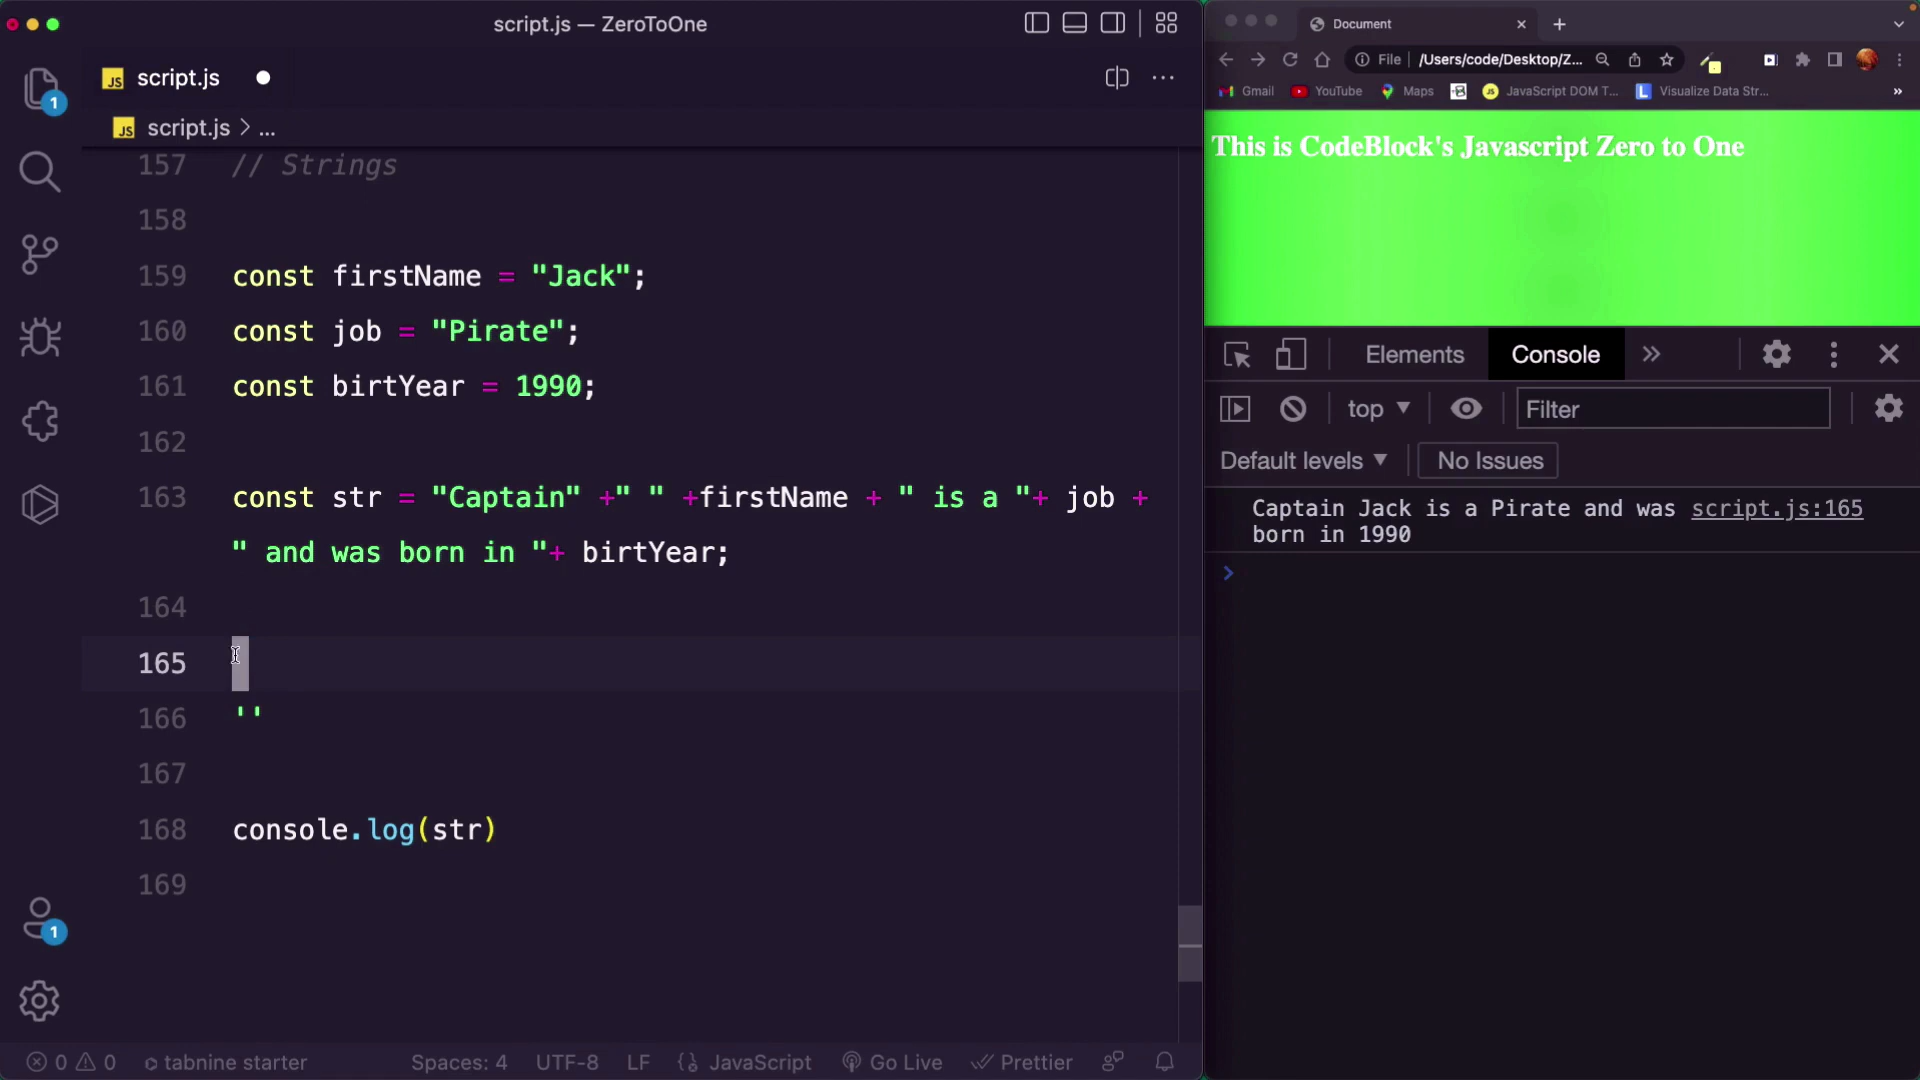 script.js — ZeroToOne
JS script.js
JS script.js > ...
157 // Strings
158
159 const firstName = "Jack";
160 const job = "Pirate";
161 const birtYear = 1990;
162
163 const str = "Captain" +" " +firstName + " is a "+ job +
" and was born in "+ birtYear;
164
165
166 ''
167
168 console.log(str)
169
1
1
0 0 tabnine starter Spaces: 4 UTF-8 LF {} JavaScript Go Live Prettier
Document
File /Users/code/Desktop/Z...
Gmail YouTube Maps JavaScript DOM T... L Visualize Data Str... »
This is CodeBlock's Javascript Zero to One
Elements Console »
top Filter
Default levels No Issues
Captain Jack is a Pirate and was script.js:165
born in 1990
>